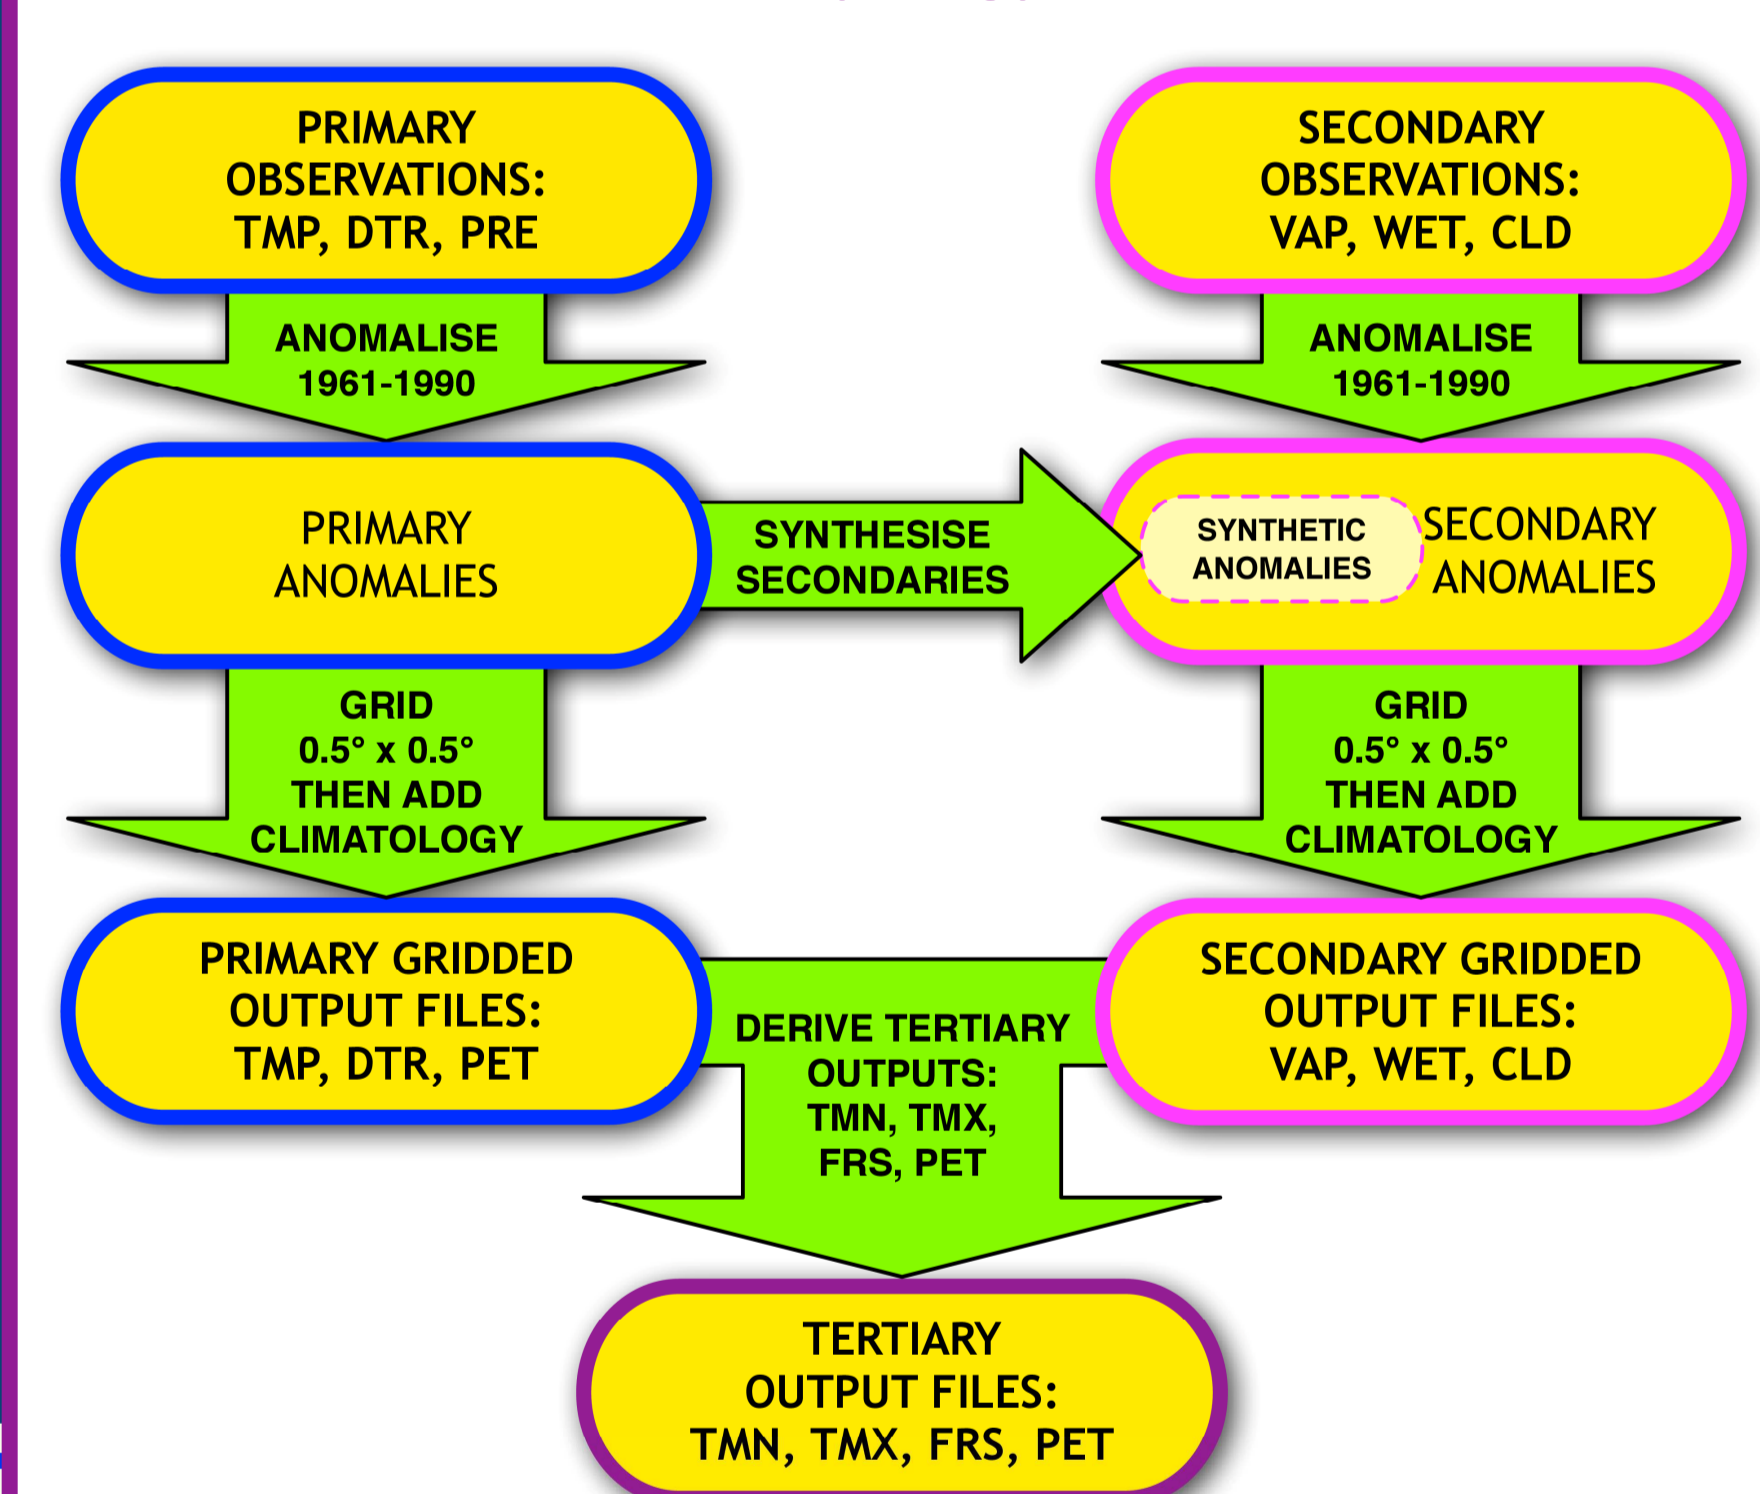 PRIMARY
OBSERVATIONS:
TMP, DTR, PRE
SECONDARY
OBSERVATIONS:
VAP, WET, CLD
ANOMALISE
1961-1990
ANOMALISE
1961-1990
PRIMARY
ANOMALIES
SYNTHESISE
SECONDARIES
SYNTHETIC
ANOMALIES
SECONDARY
ANOMALIES
GRID
0.5° x 0.5°
THEN ADD
CLIMATOLOGY
GRID
0.5° x 0.5°
THEN ADD
CLIMATOLOGY
PRIMARY GRIDDED
OUTPUT FILES:
TMP, DTR, PET
DERIVE TERTIARY
OUTPUTS:
TMN, TMX,
FRS, PET
SECONDARY GRIDDED
OUTPUT FILES:
VAP, WET, CLD
TERTIARY
OUTPUT FILES:
TMN, TMX, FRS, PET